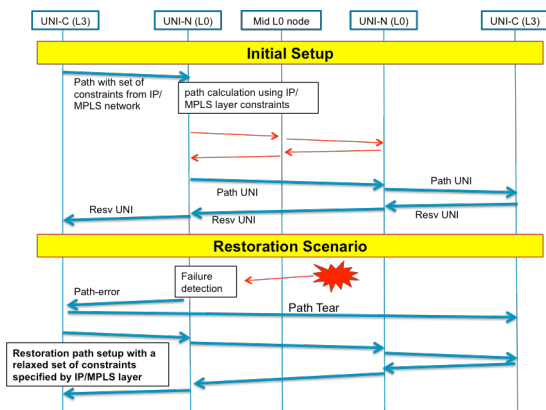 UNI-C (L3) UNI-N (L0) Mid L0 node UNI-N (L0) UNI-C (L3)
Initial Setup
Path with set of
constraints from IP/
MPLS network
path calculation using IP/
MPLS layer constraints
Path UNI
Path UNI
Resv UNI
Resv UNI
Resv UNI
Restoration Scenario
Failure
detection
Path-error
Path Tear
Restoration path setup with a
relaxed set of constraints
specified by IP/MPLS layer